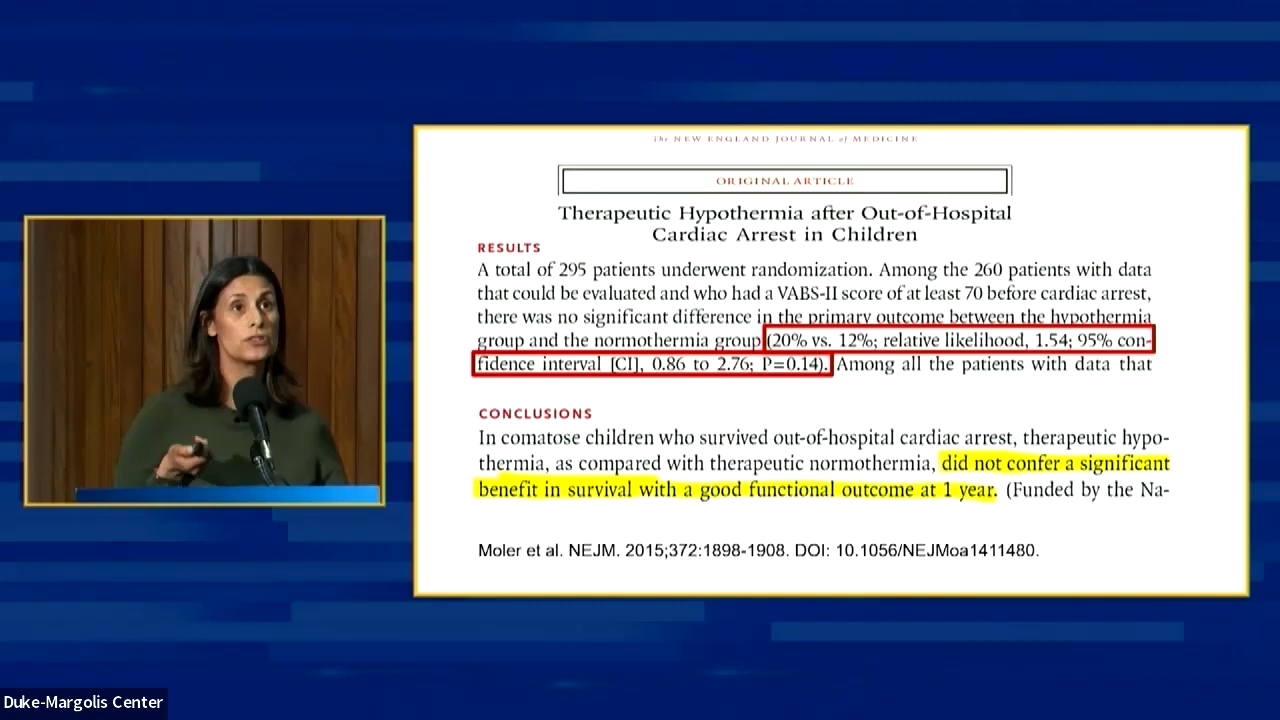 The NEW ENGLAND JOURNAL of MEDICINE
ORIGINAL ARTICLE
Therapeutic Hypothermia after Out-of-Hospital
Cardiac Arrest in Children
RESULTS
A total of 295 patients underwent randomization. Among the 260 patients with data
that could be evaluated and who had a VABS-II score of at least 70 before cardiac arrest,
there was no significant difference in the primary outcome between the hypothermia
group and the normothermia group (20% vs. 12%; relative likelihood, 1.54; 95% con-
fidence interval [CI], 0.86 to 2.76; P=0.14). Among all the patients with data that
CONCLUSIONS
In comatose children who survived out-of-hospital cardiac arrest, therapeutic hypo-
thermia, as compared with therapeutic normothermia, did not confer a significant
benefit in survival with a good functional outcome at 1 year. (Funded by the Na-
Moler et al. NEJM. 2015;372:1898-1908. DOI: 10.1056/NEJMoa1411480.
Duke-Margolis Center